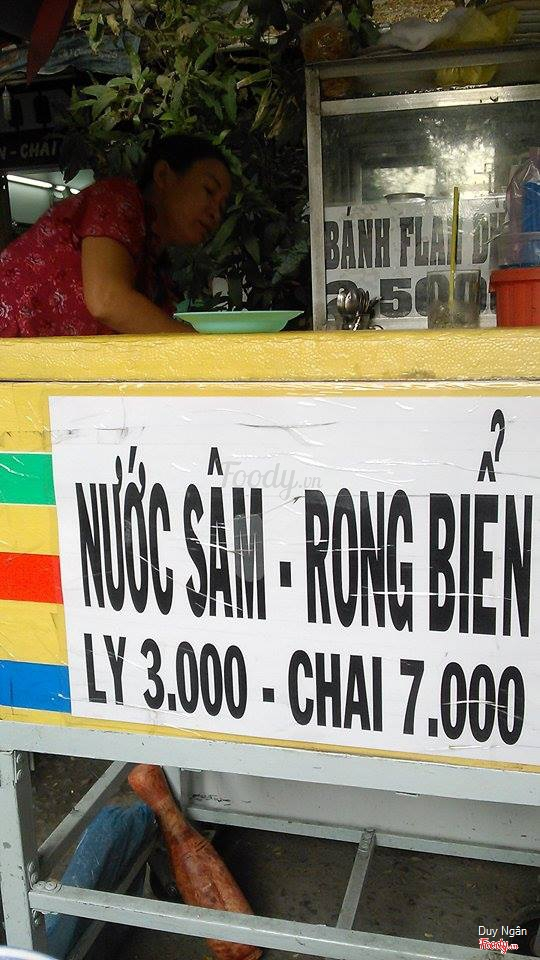 BÁNH FLAN
2.500
Foody.vn
NƯỚC SÂM - RONG BIỂN
LY 3.000 - CHAI 7.000
Duy Ngân
Foody.vn